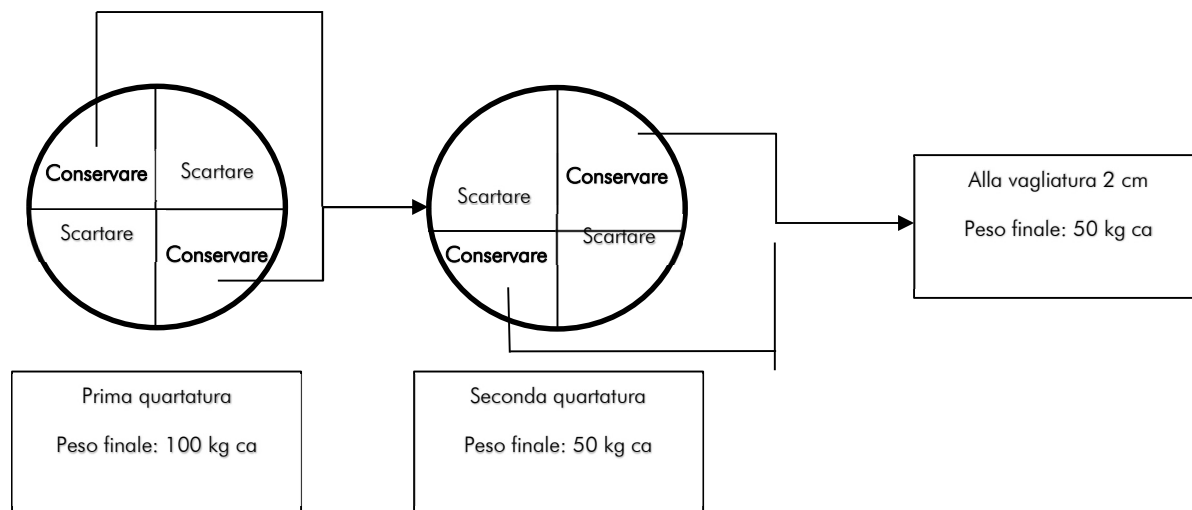 Conservare
Scartare
Scartare
Conservare
Conservare
Scartare
Scartare
Conservare
Alla vagliatura 2 cm
Peso finale: 50 kg ca
Prima quartatura
Peso finale: 100 kg ca
Seconda quartatura
Peso finale: 50 kg ca